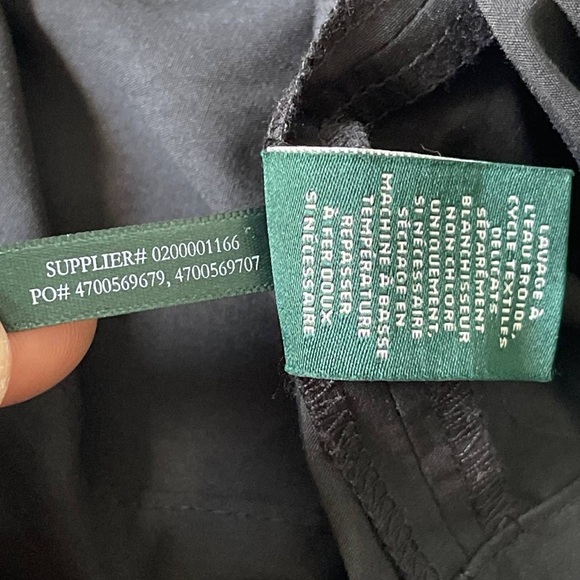 SUPPLIER# 0200001166
PO# 4700569679, 4700569707
LAVAGE À
L'EAU FROIDE,
CYCLE TEXTILES
DÉLICATS
SÉPARÉMENT
BLANCHISSEUR
NON CHLORÉ
UNIQUEMENT,
SI NÉCESSAIRE
SÉCHAGE EN
MACHINE À BASSE
TEMPÉRATURE
REPASSER
À FER DOUX
SI NÉCESSAIRE